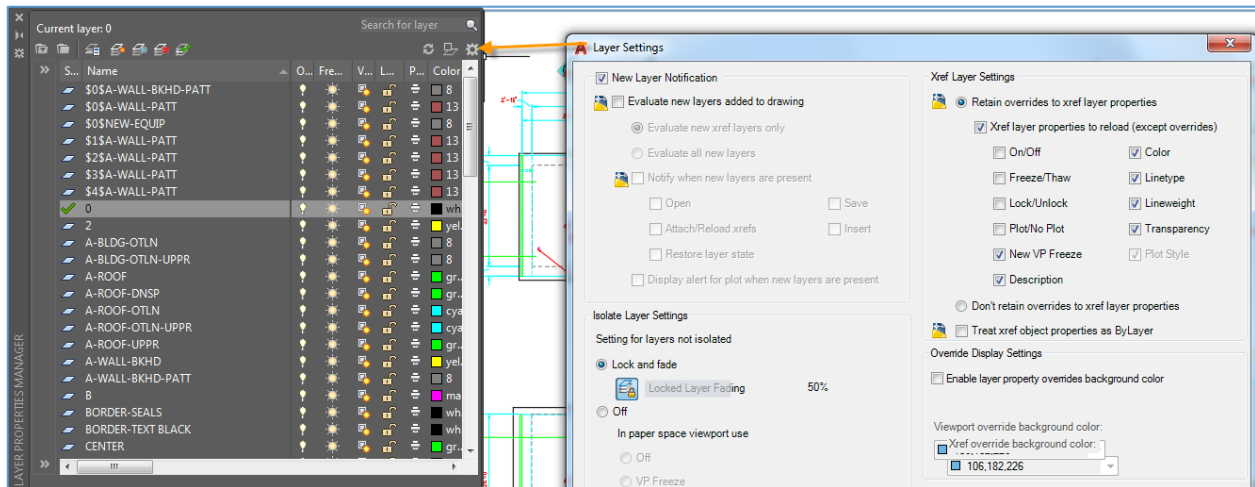 Current layer: 0
Search for layer
S... Name O... Fre... V... L... P... Color
$0$A-WALL-BKHD-PATT 8
$0$A-WALL-PATT 13
$0$NEW-EQUIP 8
$1$A-WALL-PATT 13
$2$A-WALL-PATT 13
$3$A-WALL-PATT 13
$4$A-WALL-PATT 13
0 wh.
2 yel.
A-BLDG-OTLN 8
A-BLDG-OTLN-UPPR 8
A-ROOF gr..
A-ROOF-DNSP gr..
A-ROOF-OTLN cya
A-ROOF-OTLN-UPPR cya
A-ROOF-UPPR gr..
A-WALL-BKHD yel.
A-WALL-BKHD-PATT 8
B ma
BORDER-SEALS wh.
BORDER-TEXT BLACK wh.
CENTER gr..
LAYER PROPERTIES MANAGER
Layer Settings
New Layer Notification
Evaluate new layers added to drawing
Evaluate new xref layers only
Evaluate all new layers
Notify when new layers are present
Open Save
Attach/Reload xrefs Insert
Restore layer state
Display alert for plot when new layers are present
Isolate Layer Settings
Setting for layers not isolated
Lock and fade
Locked Layer Fading 50%
Off
In paper space viewport use
Off
VP Freeze
Xref Layer Settings
Retain overrides to xref layer properties
Xref layer properties to reload (except overrides)
On/Off Color
Freeze/Thaw Linetype
Lock/Unlock Lineweight
Plot/No Plot Transparency
New VP Freeze Plot Style
Description
Don't retain overrides to xref layer properties
Treat xref object properties as ByLayer
Override Display Settings
Enable layer property overrides background color
Viewport override background color:
Xref override background color:
106,182,226